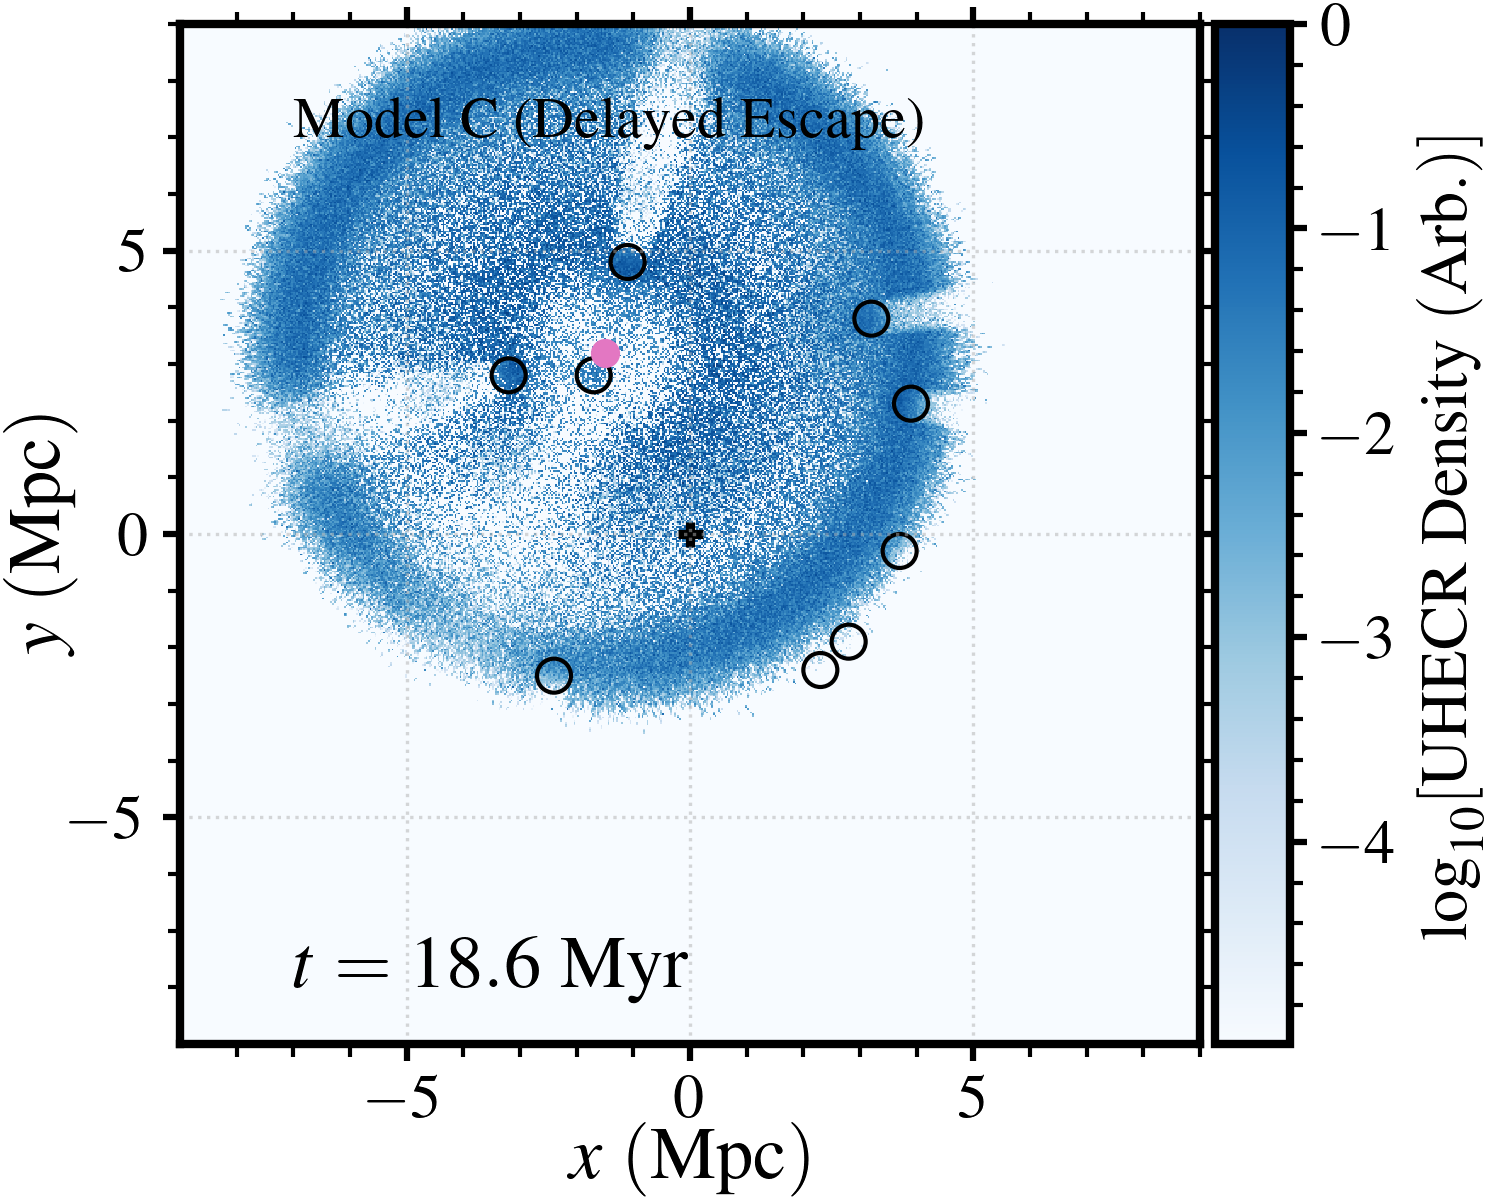 Model C (Delayed Escape)
t = 18.6 Myr
5
0
−5
y (Mpc)
−5
0
5
x (Mpc)
0
−1
−2
−3
−4
log10[UHECR Density (Arb.)]